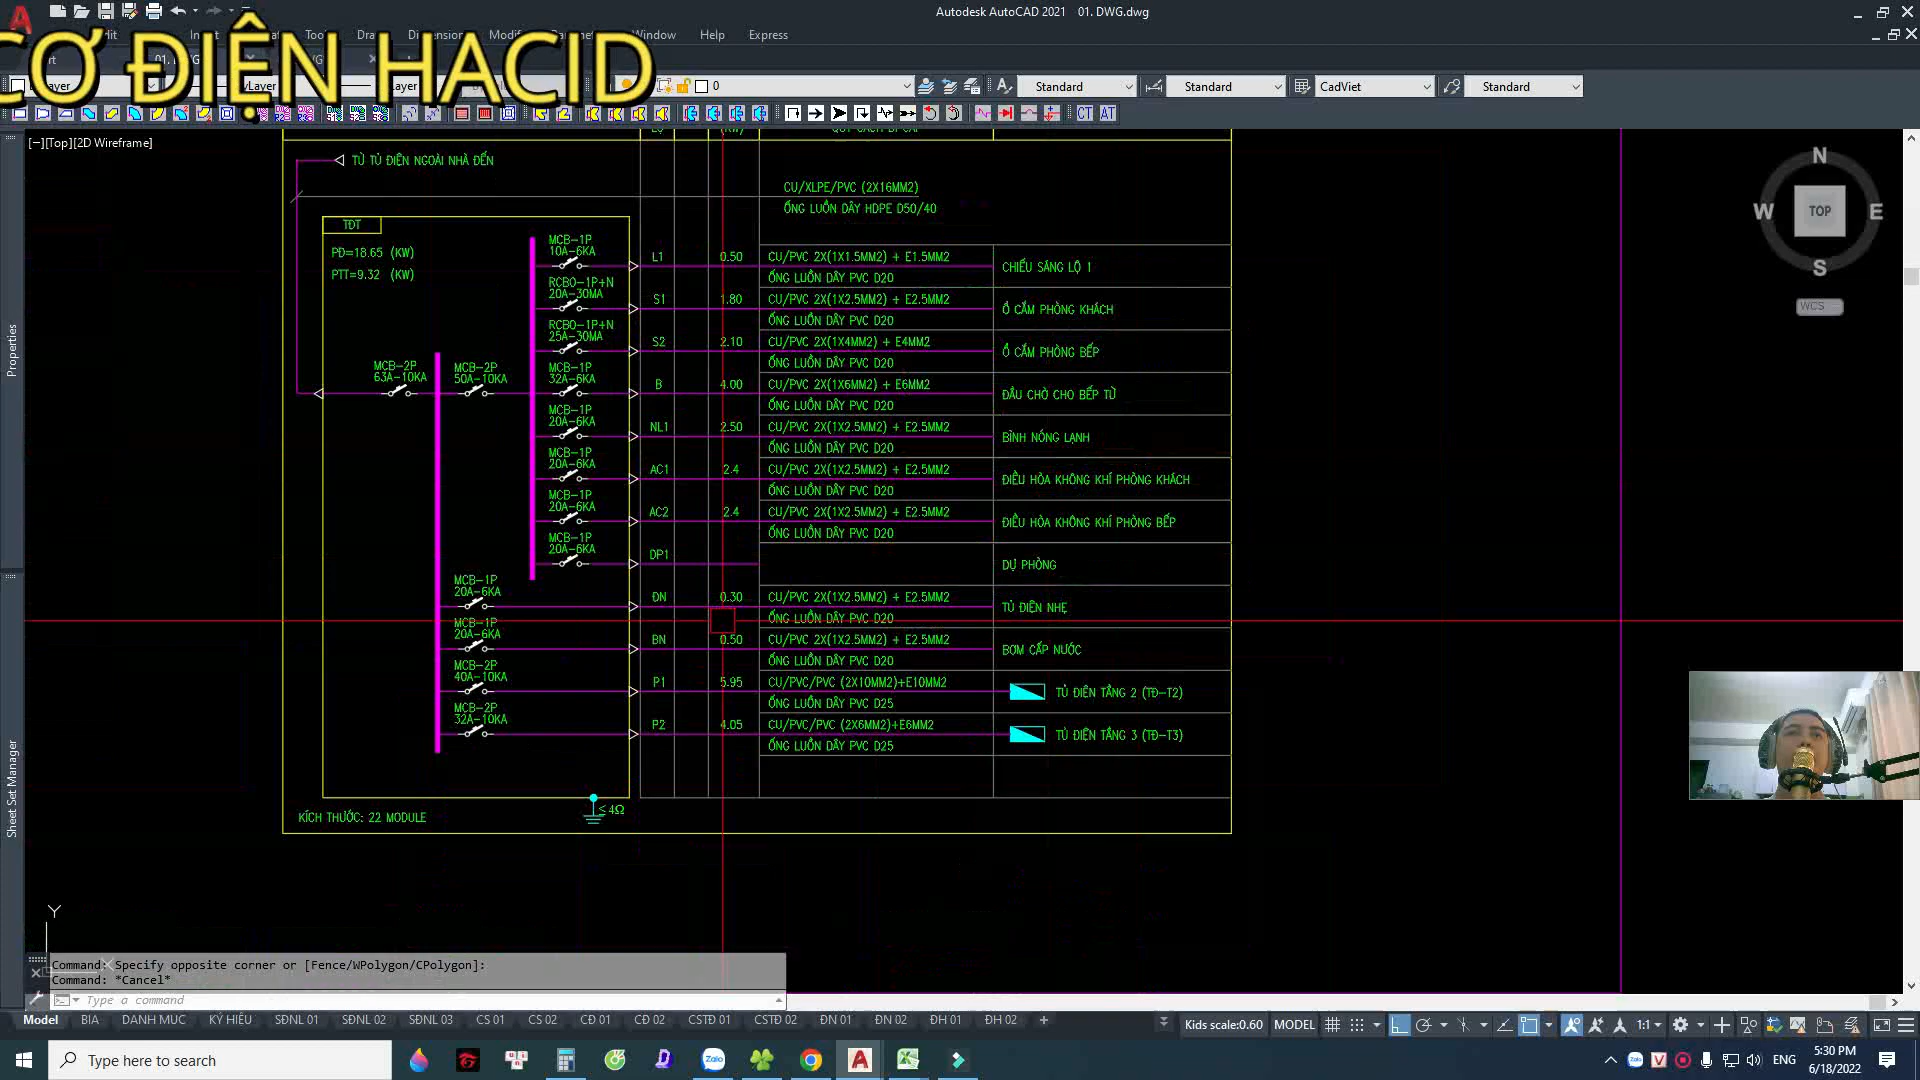 Autodesk AutoCAD 2021 01. DWG.dwg
Window Help Express
CƠ ĐIỆN HACID
0
Standard
Standard
CadViet
Standard
CT AT
[−][Top][2D Wireframe]
N
W TOP E
S
WCS
Properties
Sheet Set Manager
TỪ TỦ ĐIỆN NGOÀI NHÀ ĐẾN
CU/XLPE/PVC (2X16MM2)
ỐNG LUỒN DÂY HDPE D50/40
TĐT
PĐ=18.65 (KW)
PTT=9.32 (KW)
MCB-2P
63A-10KA
MCB-2P
50A-10KA
MCB-1P
10A-6KA
L1 0.50 CU/PVC 2X(1X1.5MM2) + E1.5MM2
ỐNG LUỒN DÂY PVC D20
CHIẾU SÁNG LỘ 1
RCBO-1P+N
20A-30MA
S1 1.80 CU/PVC 2X(1X2.5MM2) + E2.5MM2
ỐNG LUỒN DÂY PVC D20
Ổ CẮM PHÒNG KHÁCH
RCBO-1P+N
25A-30MA
S2 2.10 CU/PVC 2X(1X4MM2) + E4MM2
ỐNG LUỒN DÂY PVC D20
Ổ CẮM PHÒNG BẾP
MCB-1P
32A-6KA
B 4.00 CU/PVC 2X(1X6MM2) + E6MM2
ỐNG LUỒN DÂY PVC D20
ĐẦU CHỜ CHO BẾP TỪ
MCB-1P
20A-6KA
NL1 2.50 CU/PVC 2X(1X2.5MM2) + E2.5MM2
ỐNG LUỒN DÂY PVC D20
BÌNH NÓNG LẠNH
MCB-1P
20A-6KA
AC1 2.4 CU/PVC 2X(1X2.5MM2) + E2.5MM2
ỐNG LUỒN DÂY PVC D20
ĐIỀU HÒA KHÔNG KHÍ PHÒNG KHÁCH
MCB-1P
20A-6KA
AC2 2.4 CU/PVC 2X(1X2.5MM2) + E2.5MM2
ỐNG LUỒN DÂY PVC D20
ĐIỀU HÒA KHÔNG KHÍ PHÒNG BẾP
MCB-1P
20A-6KA
DP1
DỰ PHÒNG
MCB-1P
20A-6KA
ĐN 0.30 CU/PVC 2X(1X2.5MM2) + E2.5MM2
ỐNG LUỒN DÂY PVC D20
TỦ ĐIỆN NHẸ
MCB-1P
20A-6KA
BN 0.50 CU/PVC 2X(1X2.5MM2) + E2.5MM2
ỐNG LUỒN DÂY PVC D20
BƠM CẤP NƯỚC
MCB-2P
40A-10KA
P1 5.95 CU/PVC/PVC (2X10MM2)+E10MM2
ỐNG LUỒN DÂY PVC D25
TỦ ĐIỆN TẦNG 2 (TĐ-T2)
MCB-2P
32A-10KA
P2 4.05 CU/PVC/PVC (2X6MM2)+E6MM2
ỐNG LUỒN DÂY PVC D25
TỦ ĐIỆN TẦNG 3 (TĐ-T3)
≤ 4Ω
KÍCH THƯỚC: 22 MODULE
Y
Command: Specify opposite corner or [Fence/WPolygon/CPolygon]:
Command: *Cancel*
Type a command
Model BIA DANH MUC KÝ HIỆU SĐNL 01 SĐNL 02 SĐNL 03 CS 01 CS 02 CĐ 01 CĐ 02 CSTĐ 01 CSTĐ 02 ĐN 01 ĐN 02 ĐH 01 ĐH 02
Kids scale:0.60 MODEL 1:1
Type here to search
ENG
5:30 PM
6/18/2022